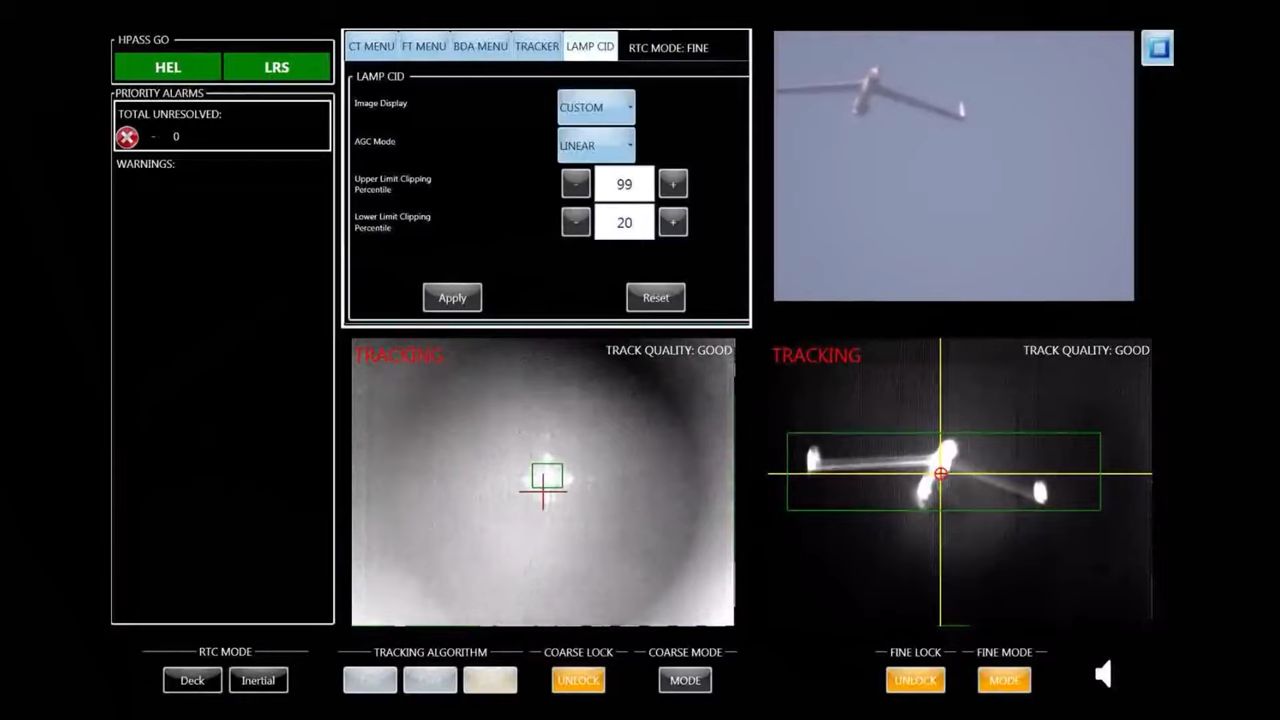 HPASS GO
HEL
LRS
PRIORITY ALARMS
TOTAL UNRESOLVED:
- 0
WARNINGS:
CT MENU
FT MENU
BDA MENU
TRACKER
LAMP CID
RTC MODE: FINE
LAMP CID
Image Display
CUSTOM
AGC Mode
LINEAR
Upper Limit Clipping
Percentile
- 99 +
Lower Limit Clipping
Percentile
- 20 +
Apply
Reset
TRACKING
TRACK QUALITY: GOOD
TRACKING
TRACK QUALITY: GOOD
RTC MODE
Deck
Inertial
TRACKING ALGORITHM
COARSE LOCK
UNLOCK
COARSE MODE
MODE
FINE LOCK
UNLOCK
FINE MODE
MODE